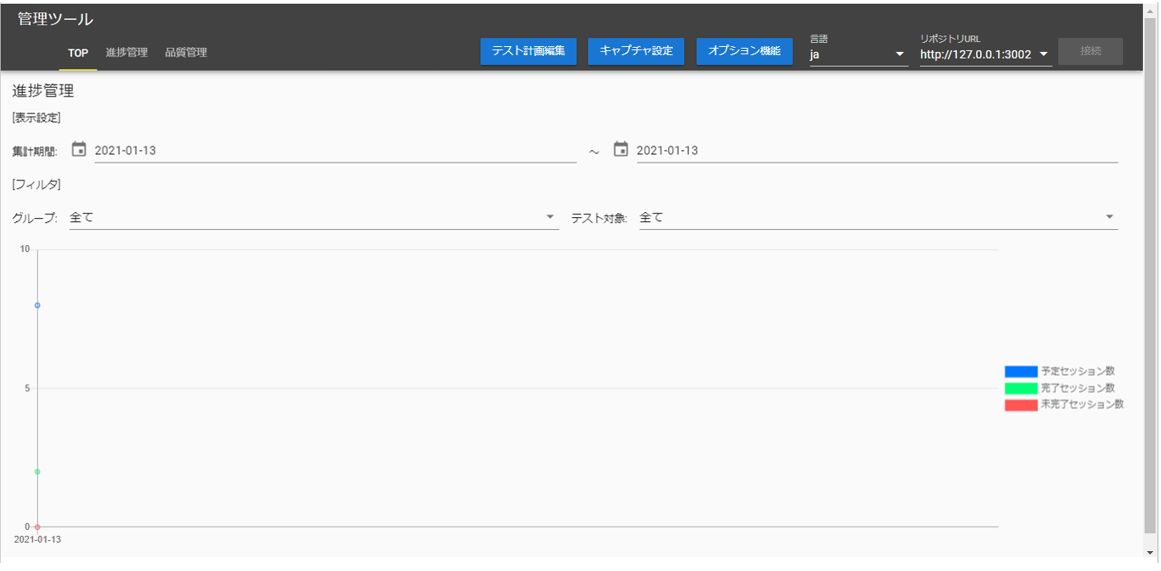 管理ツール
TOP 進捗管理 品質管理 テスト計画編集 キャプチャ設定 オプション機能 言語 ja リポジトリURL http://127.0.0.1:3002 接続
進捗管理
[表示設定]
集計期間: 2021-01-13 ～ 2021-01-13
[フィルタ]
グループ: 全て テスト対象: 全て
10
5
0
2021-01-13
予定セッション数
完了セッション数
未完了セッション数